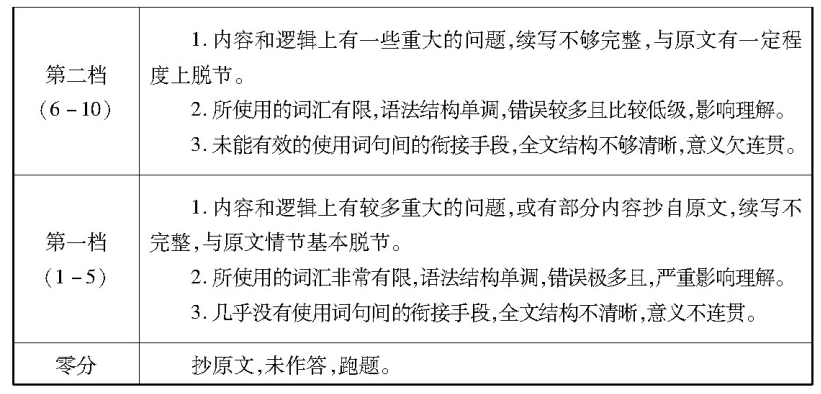 第二档
(6-10)
1.内容和逻辑上有一些重大的问题,续写不够完整,与原文有一定程
度上脱节。
2.所使用的词汇有限,语法结构单调,错误较多且比较低级,影响理解。
3.未能有效的使用词句间的衔接手段,全文结构不够清晰,意义欠连贯。
第一档
(1-5)
1.内容和逻辑上有较多重大的问题,或有部分内容抄自原文,续写不
完整,与原文情节基本脱节。
2.所使用的词汇非常有限,语法结构单调,错误极多且,严重影响理解。
3.几乎没有使用词句间的衔接手段,全文结构不清晰,意义不连贯。
零分
抄原文,未作答,跑题。